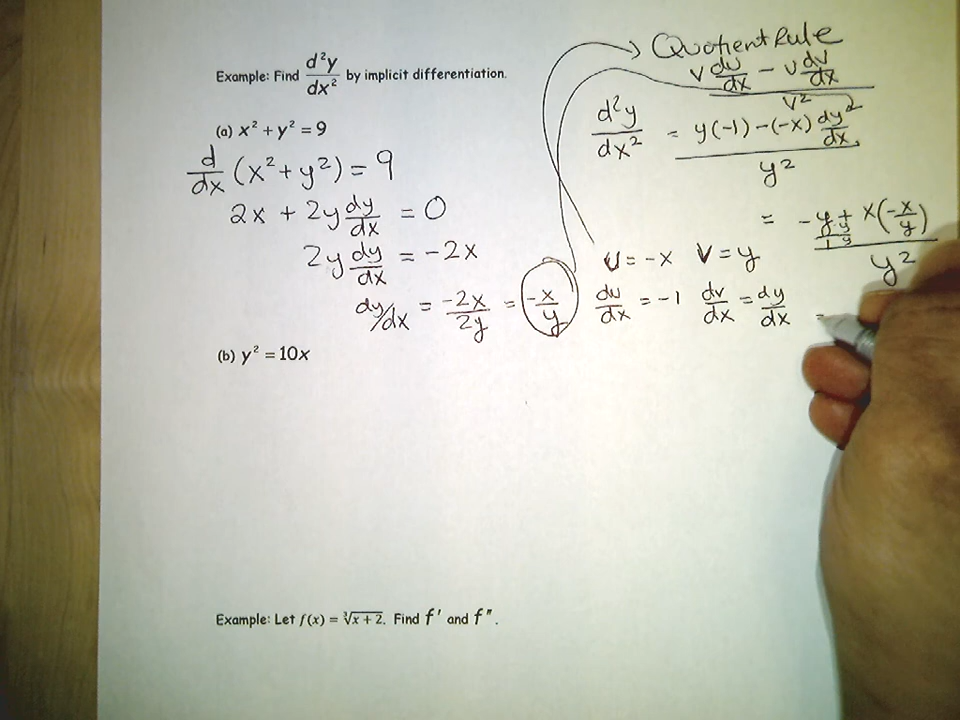 Example: Find d²y/dx² by implicit differentiation.
(a) x² + y² = 9
d/dx (x² + y²) = 9
2x + 2y dy/dx = 0
2y dy/dx = -2x
dy/dx = -2x/2y = -x/y
Quotient Rule
v du/dx - u dv/dx / v²
d²y/dx² = y(-1) - (-x) dy/dx / y²
= -y · y/1 · y + x(-x/y) / y²
u = -x v = y
du/dx = -1 dv/dx = dy/dx
=
(b) y² = 10x
Example: Let f(x) = ∛x + 2. Find f' and f".